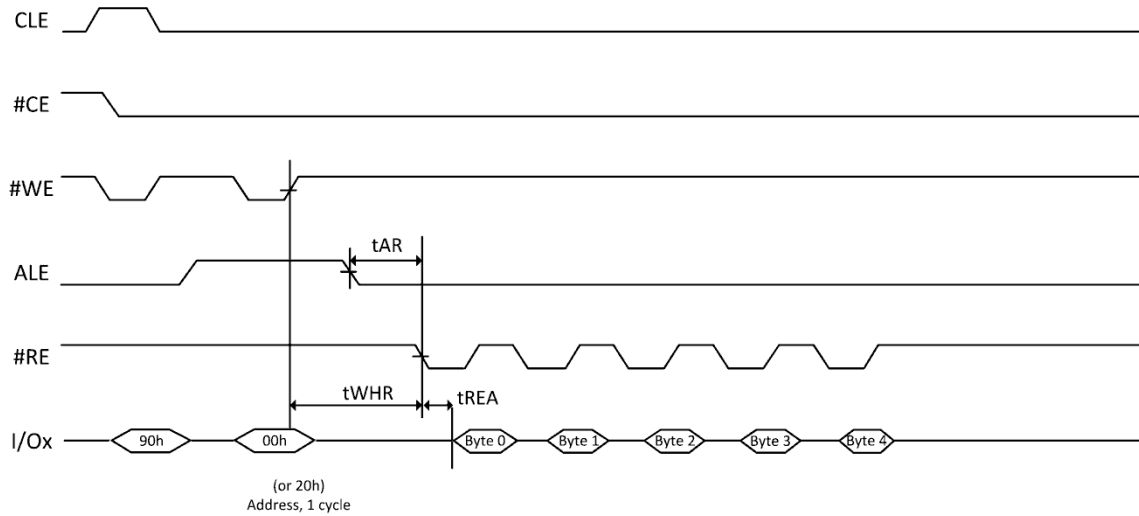 CLE
#CE
#WE
tAR
ALE
#RE
tWHR
tREA
I/Ox
90h
00h
Byte 0
Byte 1
Byte 2
Byte 3
Byte 4
(or 20h)
Address, 1 cycle